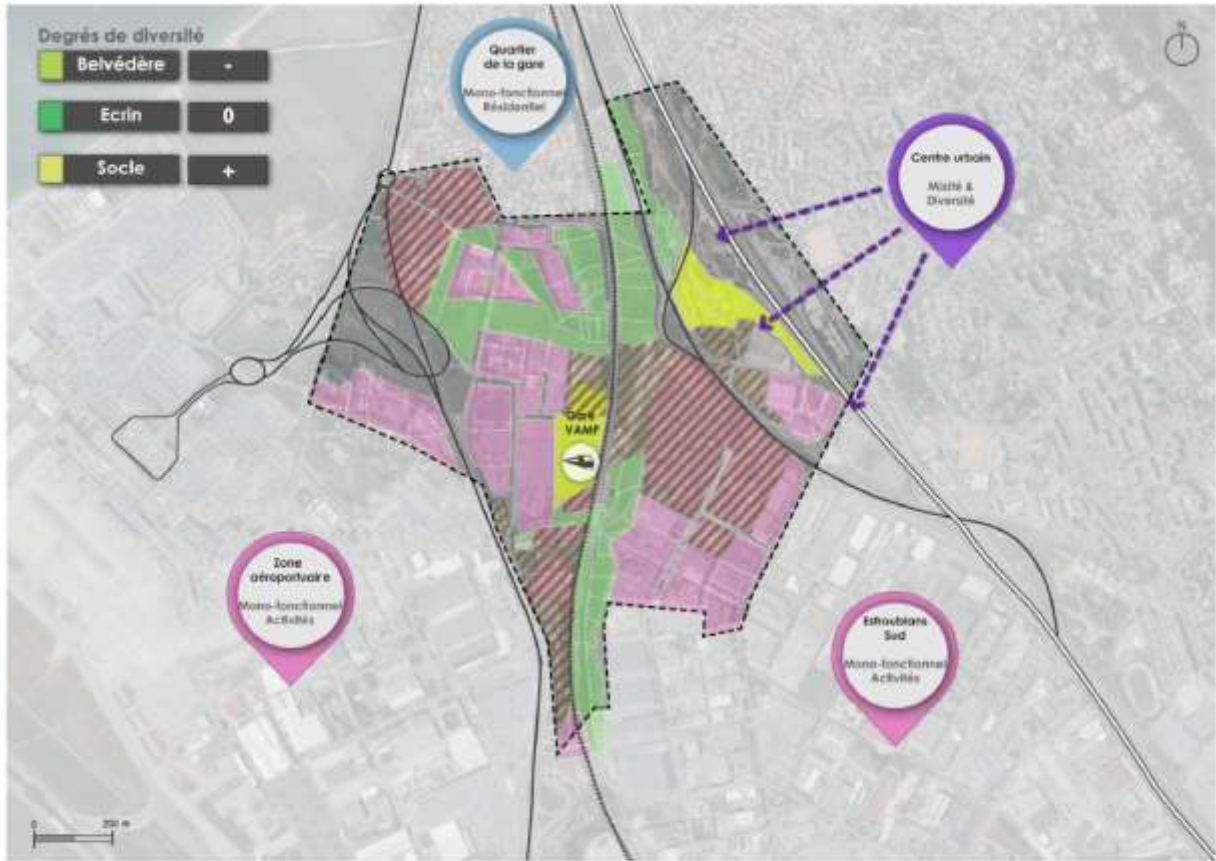 Degrés de diversité
Belvédère
-
Ecrin
0
Socle
+
Quartier
de la gare
Mono-fonctionnel
Résidentiel
N
Centre urbain
Mixité &
Diversité
Gare
VAMP
Zone
aéroportuaire
Mono-fonctionnel
Activités
Estroublans
Sud
Mono-fonctionnel
Activités
0
250 m